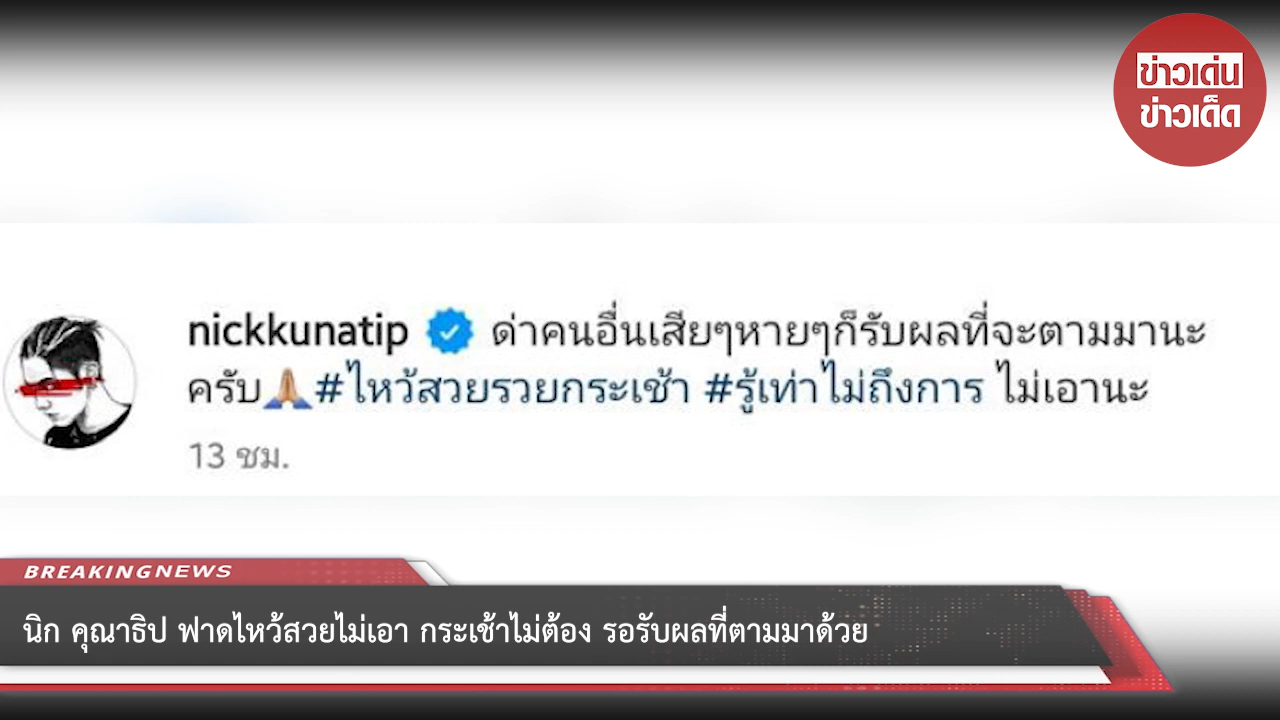 ข่าวเด่น
ข่าวเด็ด
nickkunatip ด่าคนอื่นเสียๆหายๆก็รับผลที่จะตามมานะ
ครับ🙏🏽#ไหว้สวยรวยกระเช้า #รู้เท่าไม่ถึงการ ไม่เอานะ
13 ชม.
BREAKINGNEWS
นิก คุณาธิป ฟาดไหว้สวยไม่เอา กระเช้าไม่ต้อง รอรับผลที่ตามมาด้วย